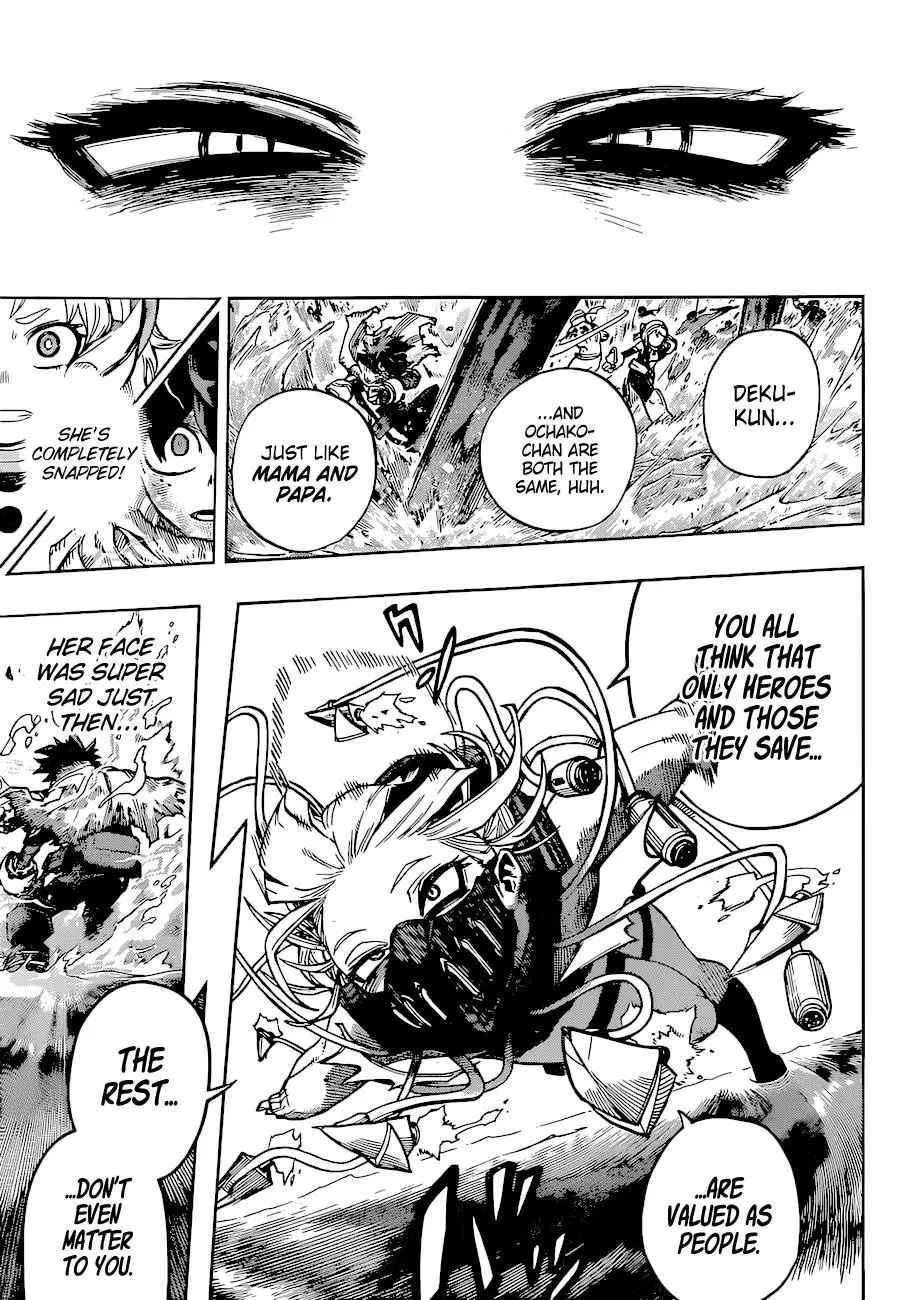 DEKU-
KUN...
...AND
OCHAKO-
CHAN ARE
BOTH THE
SAME, HUH.
JUST LIKE
MAMA AND
PAPA.
SHE'S
COMPLETELY
SNAPPED!
YOU ALL
THINK THAT
ONLY HEROES
AND THOSE
THEY SAVE...
...ARE
VALUED AS
PEOPLE.
HER FACE
WAS SUPER
SAD JUST
THEN...
THE
REST...
...DON'T
EVEN
MATTER
TO YOU.